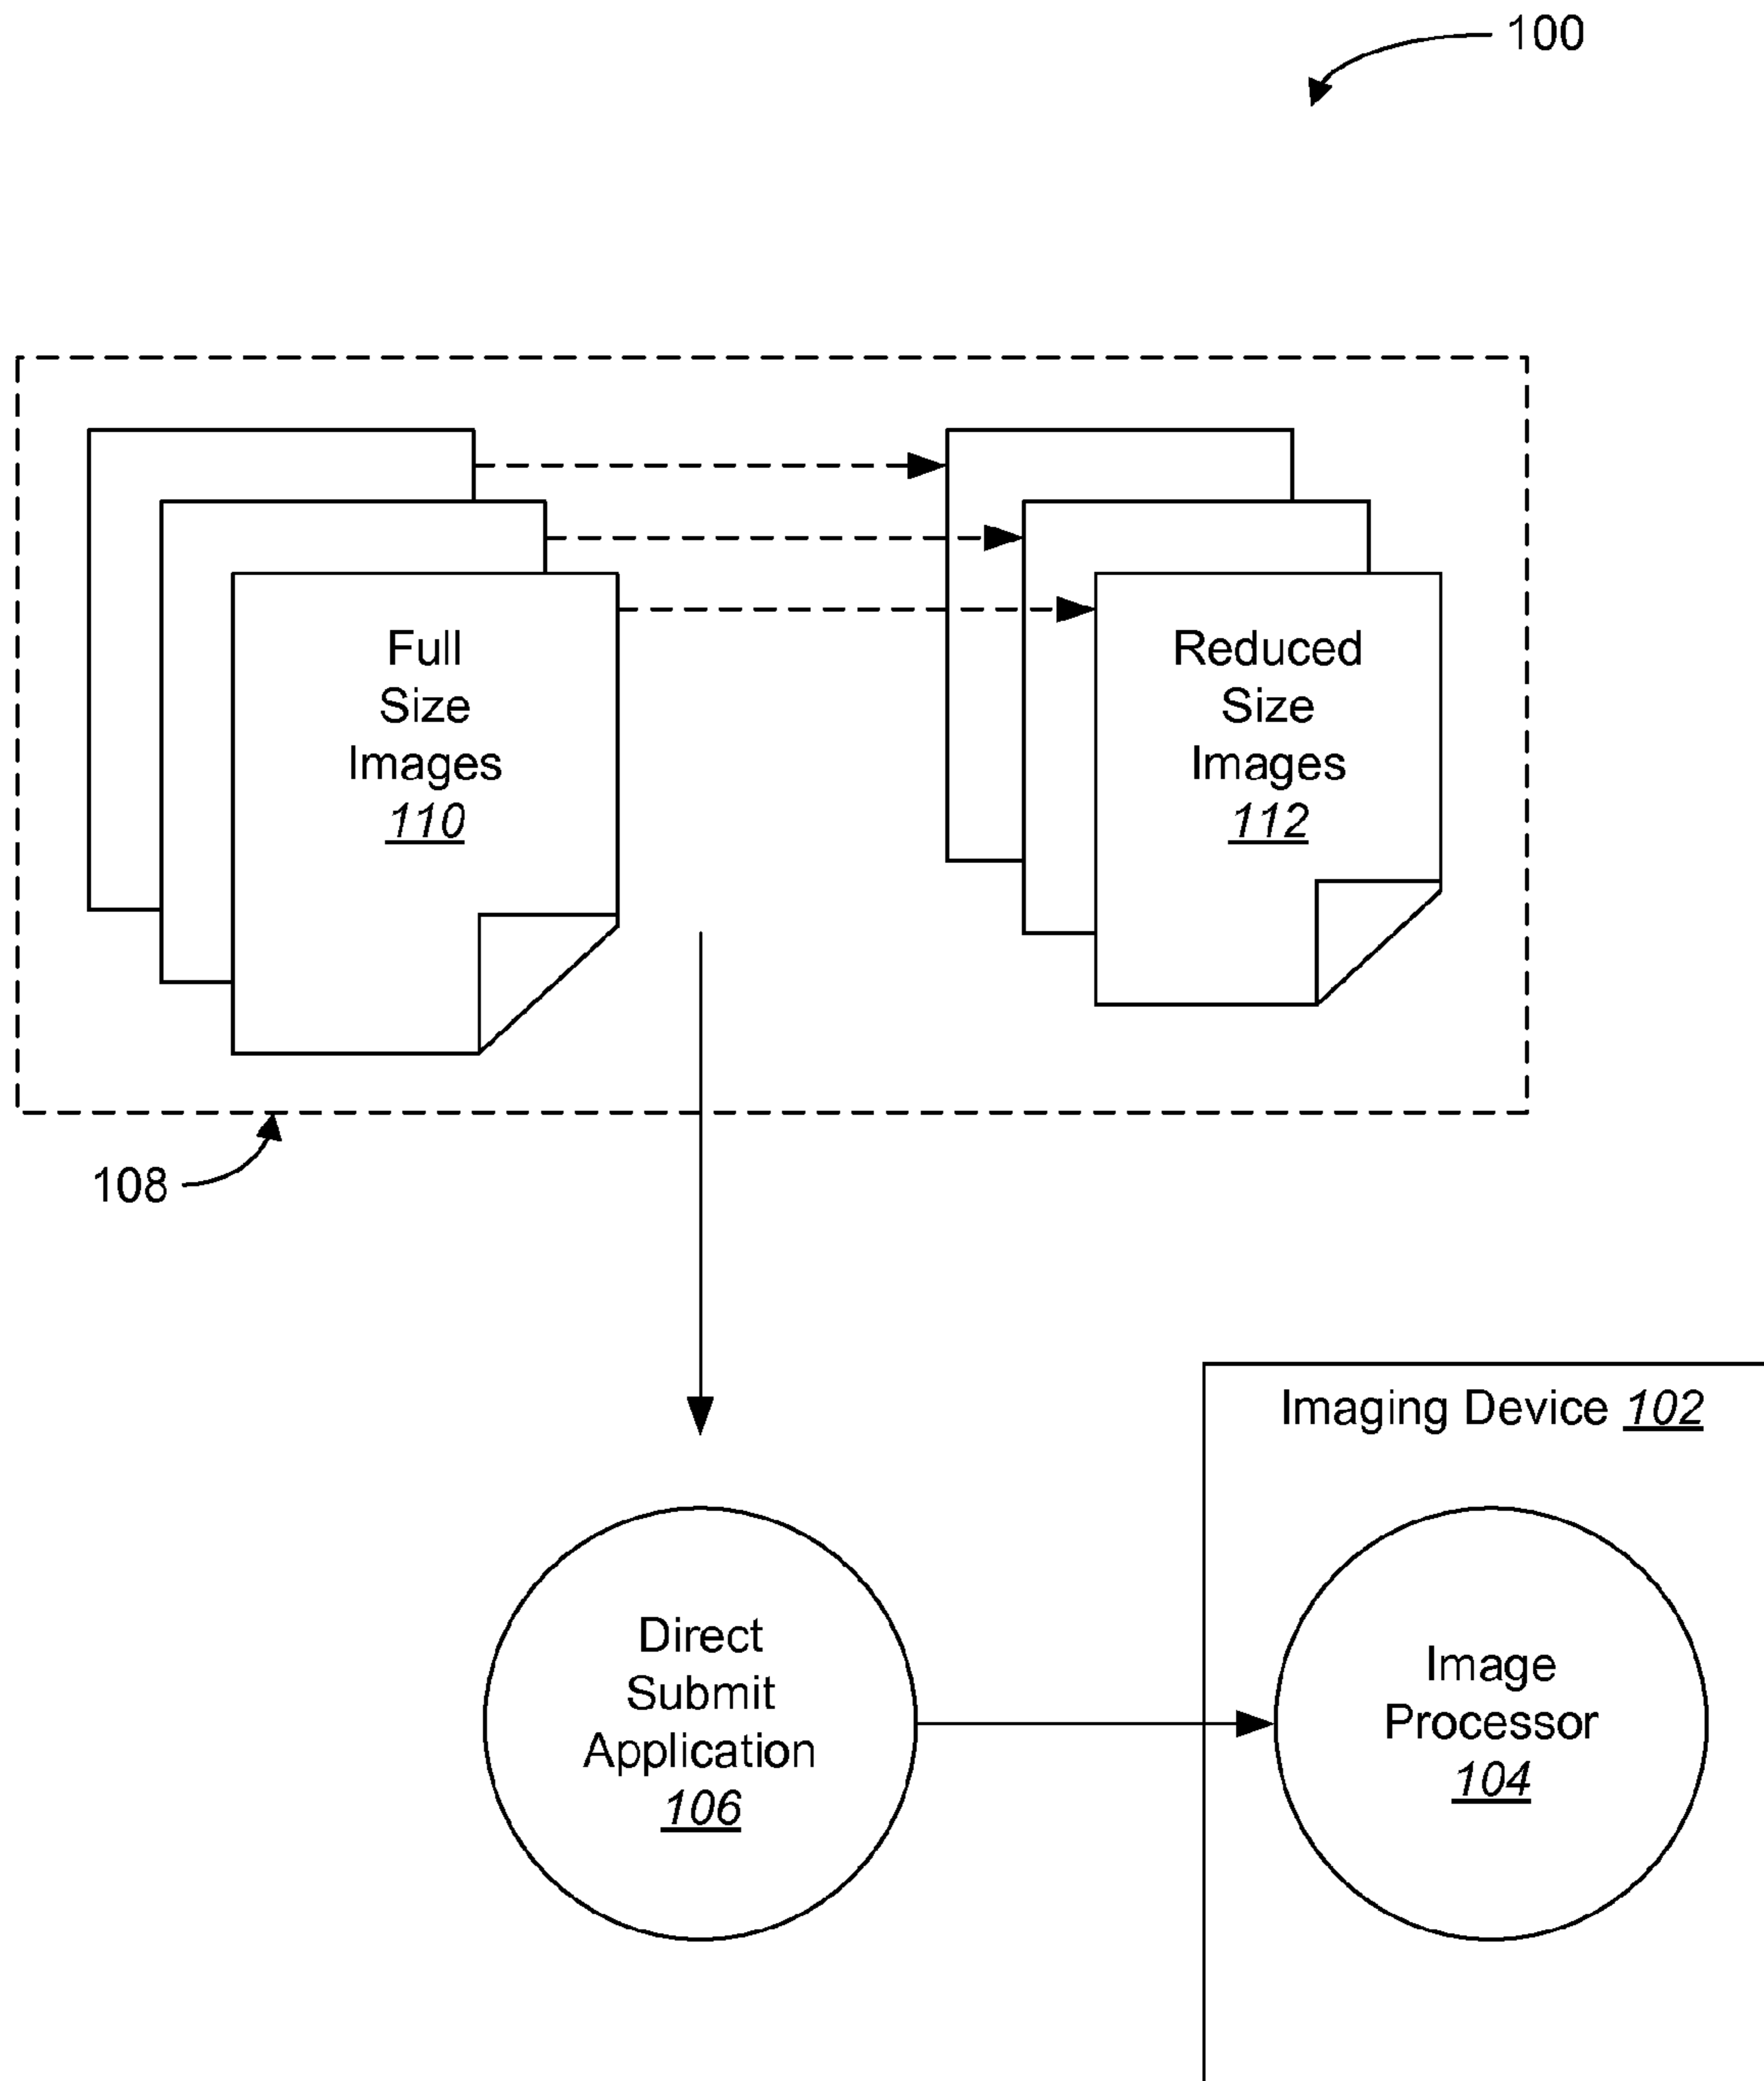 100
Full
Size
Images
110
Reduced
Size
Images
112
108
Imaging Device 102
Direct
Submit
Application
106
Image
Processor
104